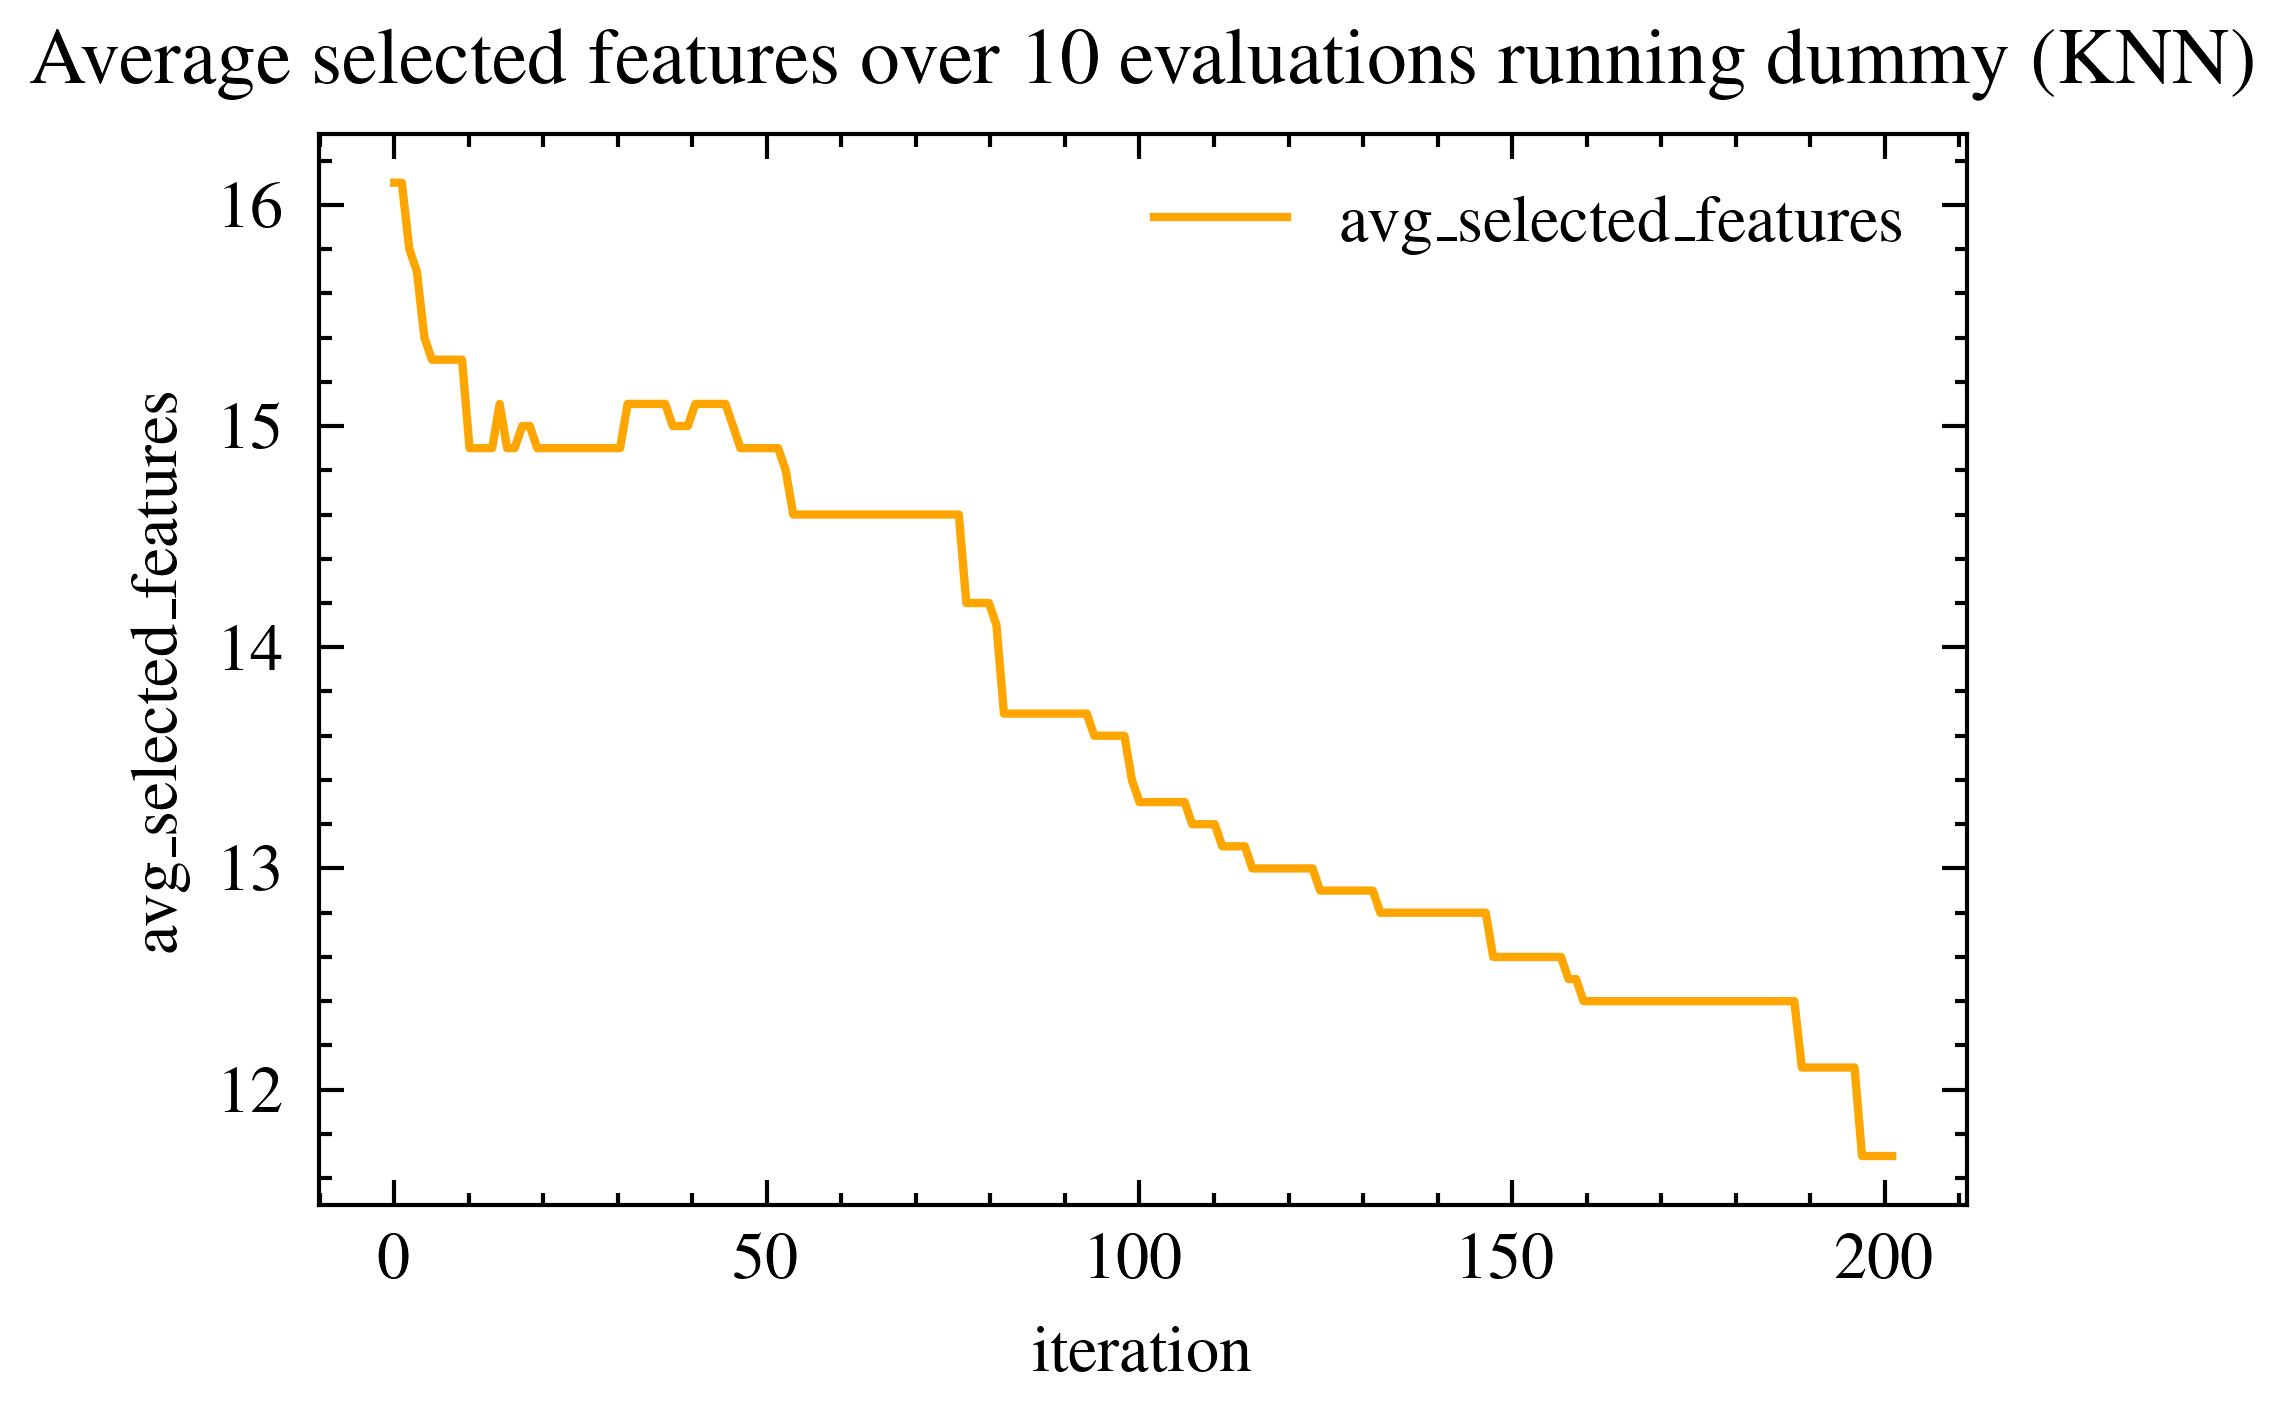 Average selected features over 10 evaluations running dummy (KNN)
avg_selected_features
16
15
14
13
12
avg_selected_features
0 50 100 150 200
iteration